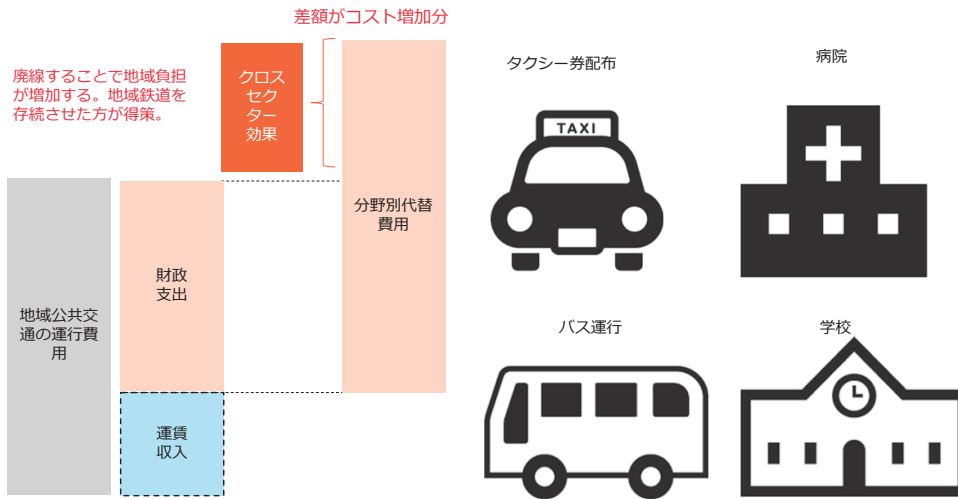 差額がコスト増加分
廃線することで地域負担
が増加する。地域鉄道を
存続させた方が得策。
クロス
セク
ター
効果
分野別代替
費用
財政
支出
地域公共交
通の運行費
用
運賃
収入
タクシー券配布
TAXI
病院
バス運行
学校